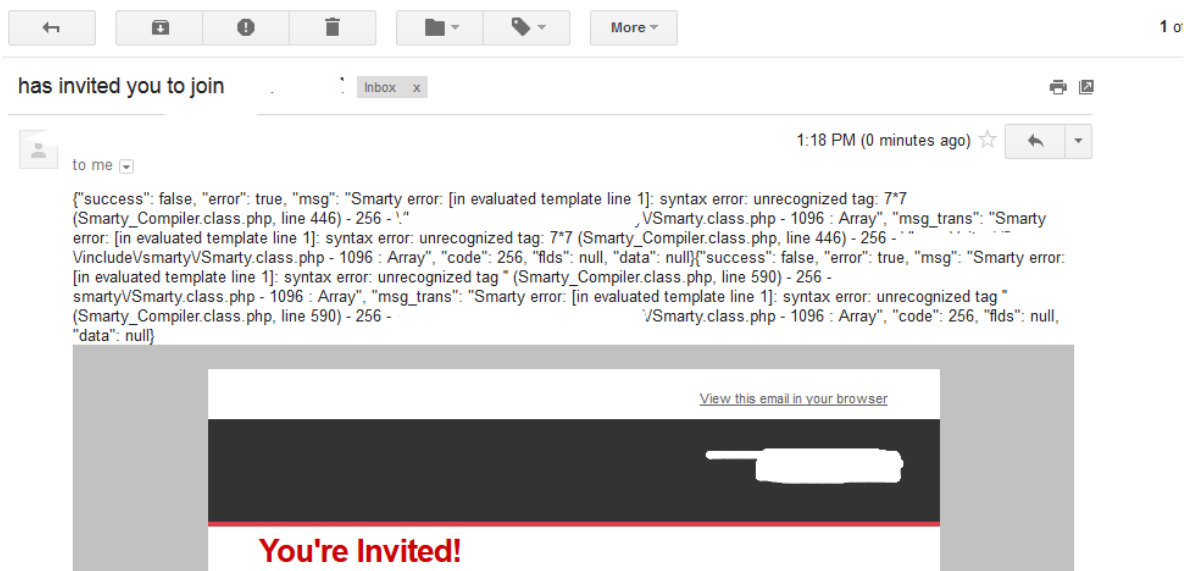 More
1 of
has invited you to join
Inbox x
1:18 PM (0 minutes ago)
to me
{"success": false, "error": true, "msg": "Smarty error: [in evaluated template line 1]: syntax error: unrecognized tag: 7*7
(Smarty_Compiler.class.php, line 446) - 256 - \/Smarty.class.php - 1096 : Array", "msg_trans": "Smarty
error: [in evaluated template line 1]: syntax error: unrecognized tag: 7*7 (Smarty_Compiler.class.php, line 446) - 256 -
\/include\/smarty\/Smarty.class.php - 1096 : Array", "code": 256, "flds": null, "data": null}{"success": false, "error": true, "msg": "Smarty error:
[in evaluated template line 1]: syntax error: unrecognized tag '' (Smarty_Compiler.class.php, line 590) - 256 -
smarty\/Smarty.class.php - 1096 : Array", "msg_trans": "Smarty error: [in evaluated template line 1]: syntax error: unrecognized tag ''
(Smarty_Compiler.class.php, line 590) - 256 - \/Smarty.class.php - 1096 : Array", "code": 256, "flds": null,
"data": null}
View this email in your browser
You're Invited!